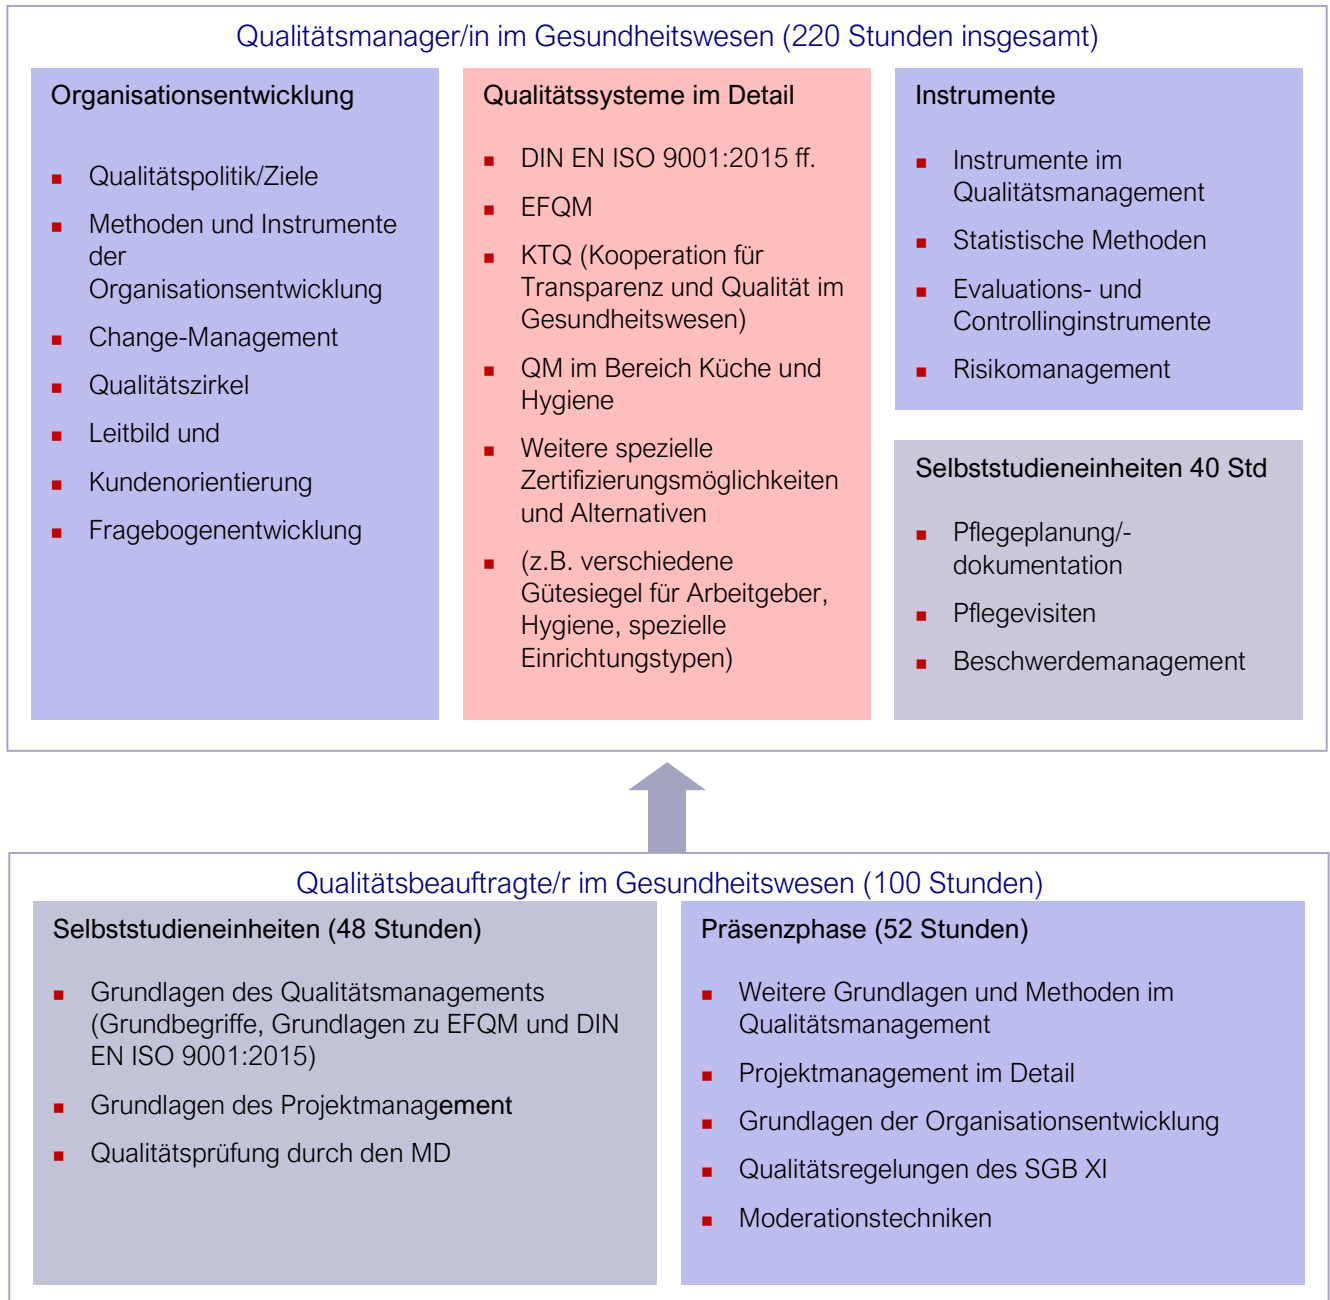 Qualitätsmanager/in im Gesundheitswesen (220 Stunden insgesamt)
Organisationsentwicklung
Qualitätspolitik/Ziele
Methoden und Instrumente
der
Organisationsentwicklung
Change-Management
Qualitätszirkel
Leitbild und
Kundenorientierung
Fragebogenentwicklung
Qualitätssysteme im Detail
DIN EN ISO 9001:2015 ff.
EFQM
KTQ (Kooperation für
Transparenz und Qualität im
Gesundheitswesen)
QM im Bereich Küche und
Hygiene
Weitere spezielle
Zertifizierungsmöglichkeiten
und Alternativen
(z.B. verschiedene
Gütesiegel für Arbeitgeber,
Hygiene, spezielle
Einrichtungstypen)
Instrumente
Instrumente im
Qualitätsmanagement
Statistische Methoden
Evaluations- und
Controllinginstrumente
Risikomanagement
Selbststudieneinheiten 40 Std
Pflegeplanung/-
dokumentation
Pflegevisiten
Beschwerdemanagement
Qualitätsbeauftragte/r im Gesundheitswesen (100 Stunden)
Selbststudieneinheiten (48 Stunden)
Grundlagen des Qualitätsmanagements
(Grundbegriffe, Grundlagen zu EFQM und DIN
EN ISO 9001:2015)
Grundlagen des Projektmanagement
Qualitätsprüfung durch den MD
Präsenzphase (52 Stunden)
Weitere Grundlagen und Methoden im
Qualitätsmanagement
Projektmanagement im Detail
Grundlagen der Organisationsentwicklung
Qualitätsregelungen des SGB XI
Moderationstechniken